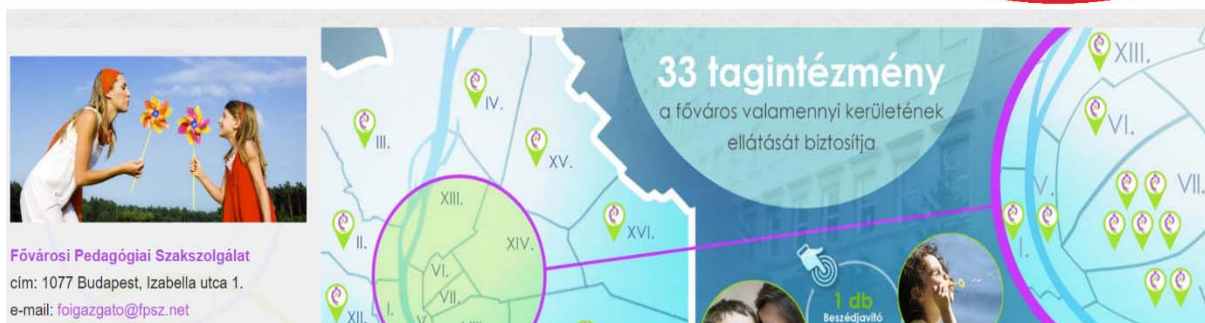 Fővárosi Pedagógiai Szakszolgálat
cím: 1077 Budapest, Izabella utca 1.
e-mail: foigazgato@fpsz.net
III.
IV.
XV.
XIII.
II.
XIV.
XVI.
VI.
VII.
XII.
I.
V.
33 tagintézmény
a főváros valamennyi kerületének
ellátását biztosítja
1 db
Beszédjavító
XIII.
VI.
V.
VII.
I.